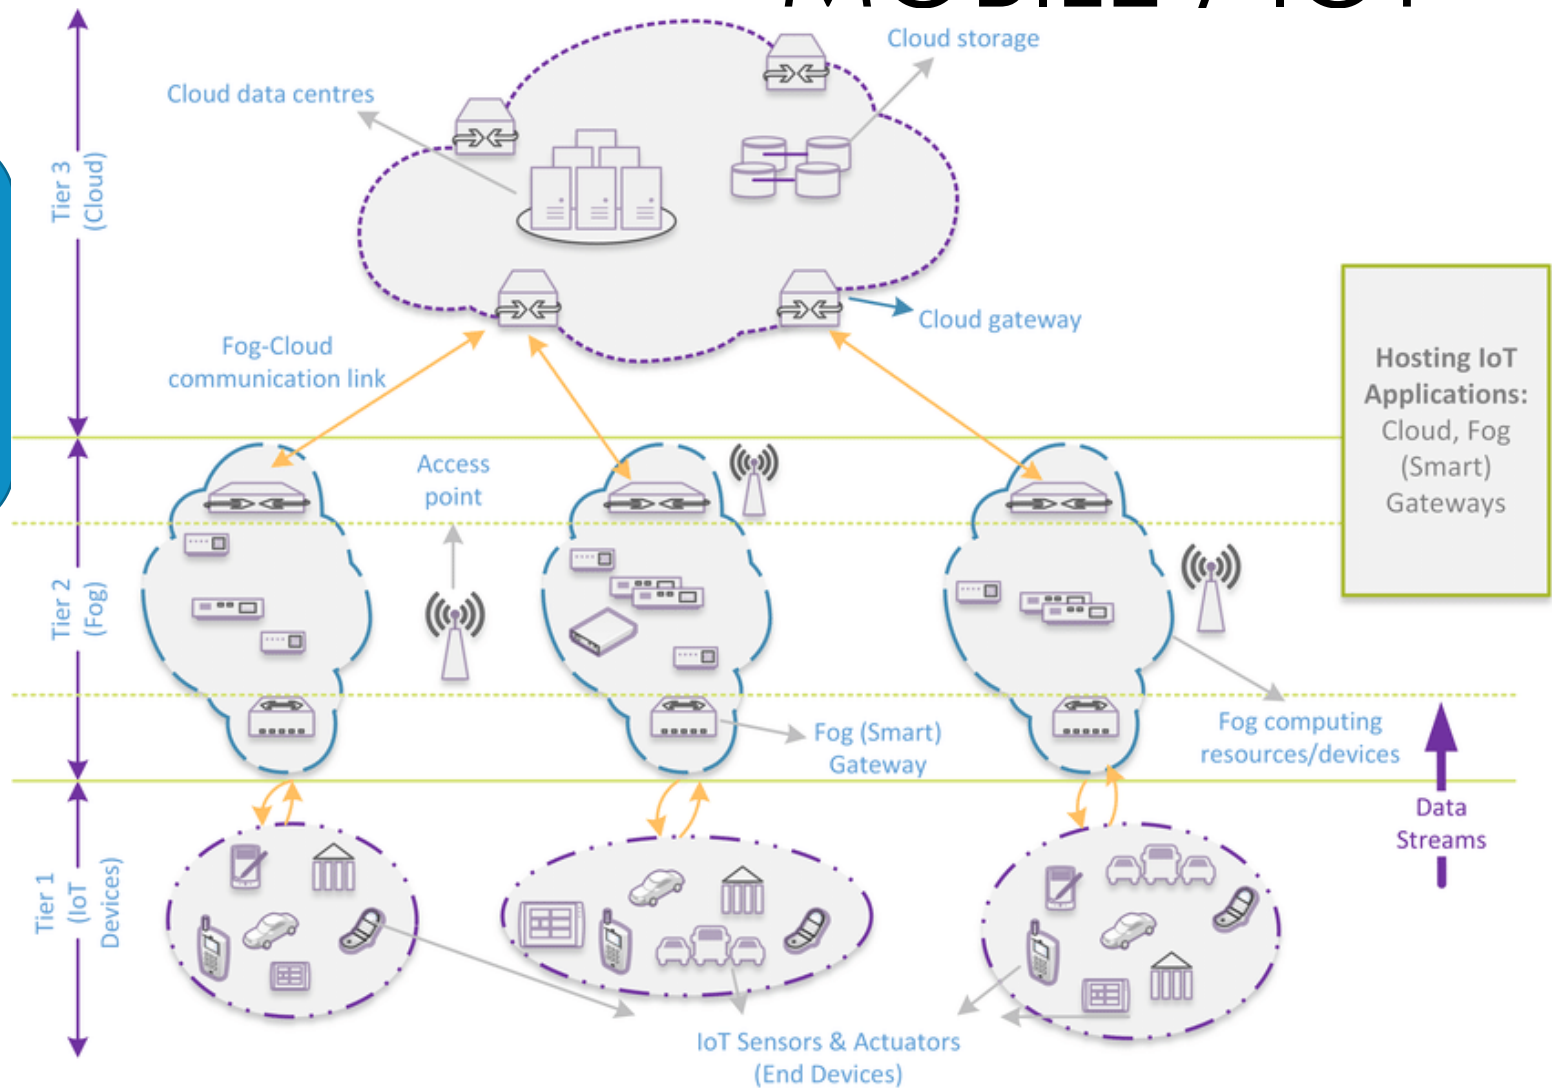 MOBILE / IOT
Cloud storage
Cloud data centres
Tier 3
(Cloud)
Cloud gateway
Fog-Cloud
communication link
Hosting IoT
Applications:
Cloud, Fog
(Smart)
Gateways
Access
point
Tier 2
(Fog)
Fog (Smart)
Gateway
Fog computing
resources/devices
Data
Streams
Tier 1
(IoT
Devices)
IoT Sensors & Actuators
(End Devices)